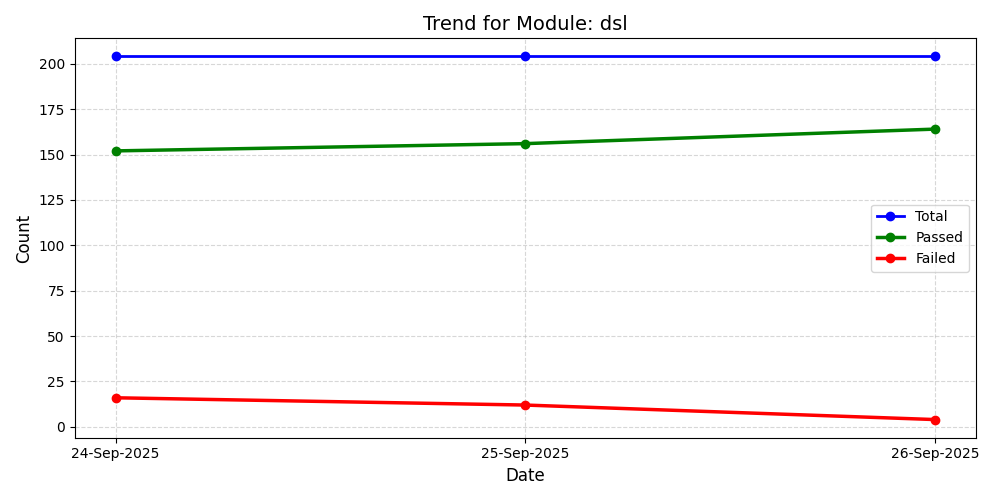 Trend for Module: dsl
200
175
150
125
100
75
50
25
0
Count
Total
Passed
Failed
24-Sep-2025
25-Sep-2025
26-Sep-2025
Date